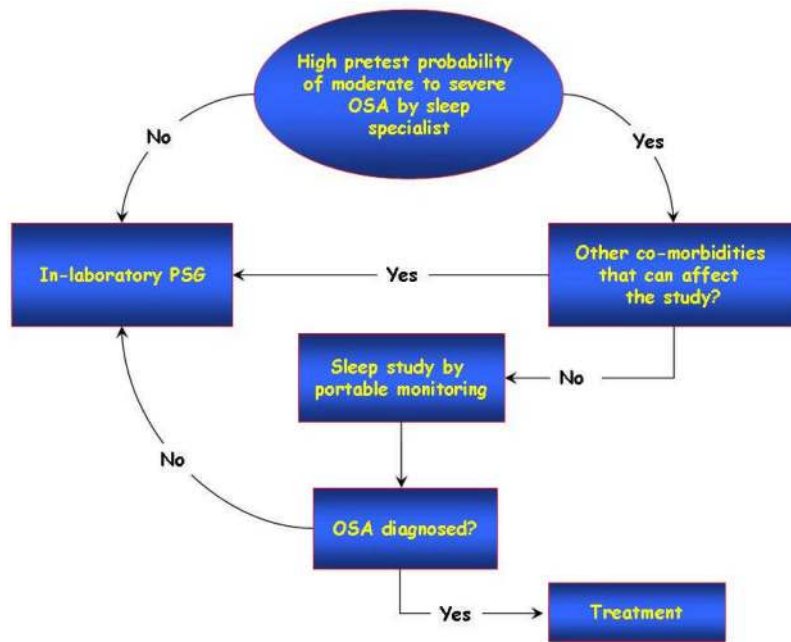 High pretest probability
of moderate to severe
OSA by sleep
specialist
No
Yes
In-laboratory PSG
Yes
Other co-morbidities
that can affect
the study?
Sleep study by
portable monitoring
No
No
OSA diagnosed?
Yes
Treatment